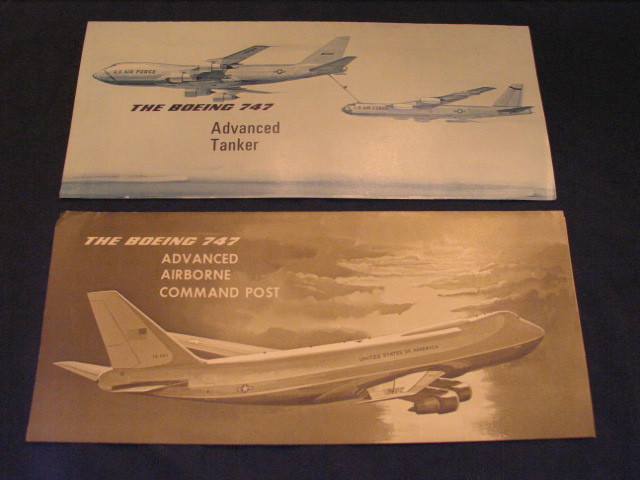 U.S. AIR FORCE
U.S. AIR FORCE
THE BOEING 747
Advanced
Tanker
THE BOEING 747
ADVANCED
AIRBORNE
COMMAND POST
UNITED STATES OF AMERICA